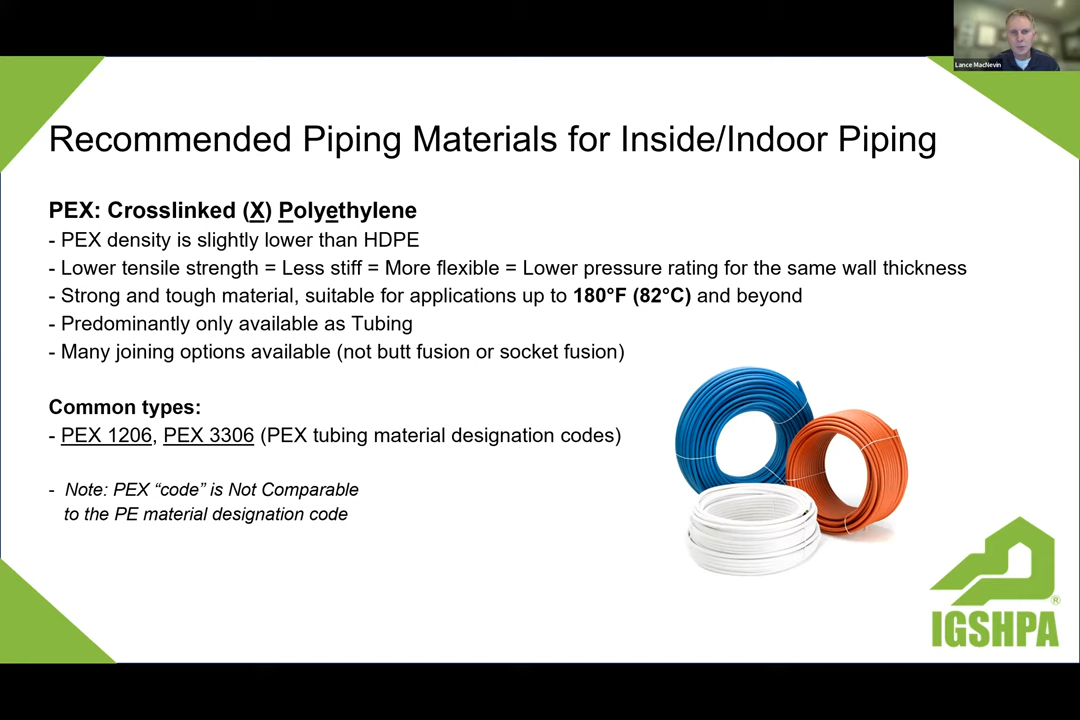 Lance MacNevin
Recommended Piping Materials for Inside/Indoor Piping
PEX: Crosslinked (X) Polyethylene
- PEX density is slightly lower than HDPE
- Lower tensile strength = Less stiff = More flexible = Lower pressure rating for the same wall thickness
- Strong and tough material, suitable for applications up to 180°F (82°C) and beyond
- Predominantly only available as Tubing
- Many joining options available (not butt fusion or socket fusion)
Common types:
- PEX 1206, PEX 3306 (PEX tubing material designation codes)
- Note: PEX “code” is Not Comparable
to the PE material designation code
®
IGSHPA